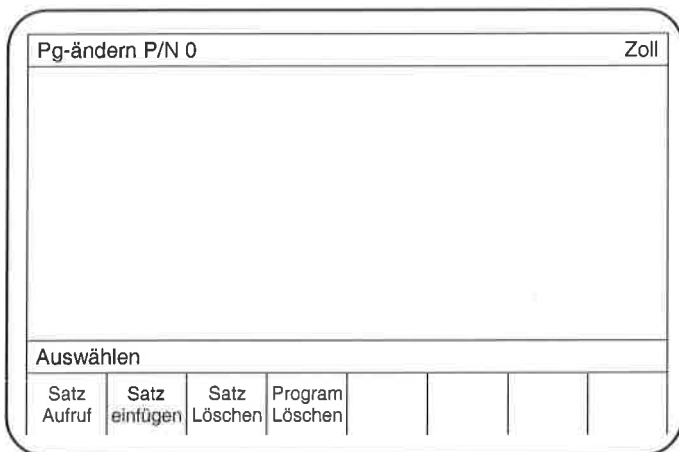 Pg-ändern P/N 0 Zoll
Auswählen
Satz Aufruf
Satz einfügen
Satz Löschen
Program Löschen